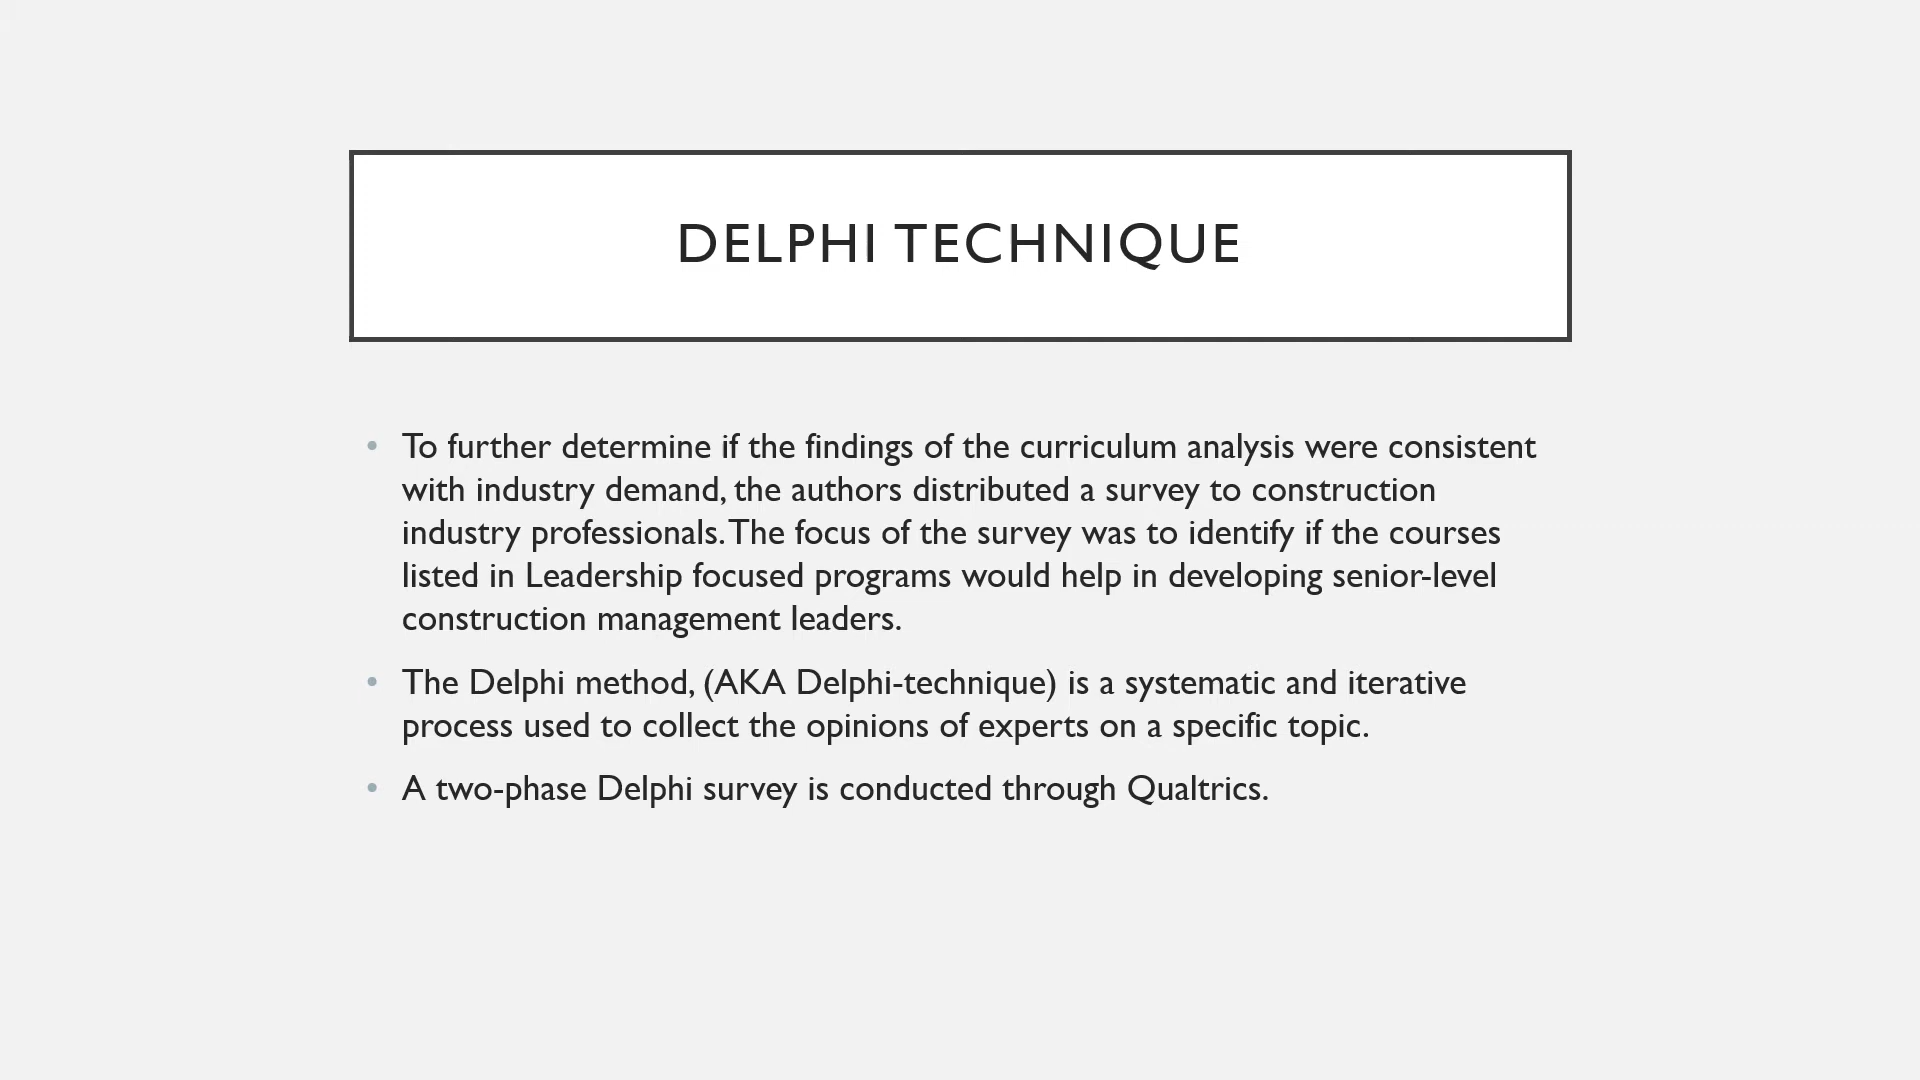 DELPHI TECHNIQUE
• To further determine if the findings of the curriculum analysis were consistent
with industry demand, the authors distributed a survey to construction
industry professionals. The focus of the survey was to identify if the courses
listed in Leadership focused programs would help in developing senior-level
construction management leaders.
• The Delphi method, (AKA Delphi-technique) is a systematic and iterative
process used to collect the opinions of experts on a specific topic.
• A two-phase Delphi survey is conducted through Qualtrics.